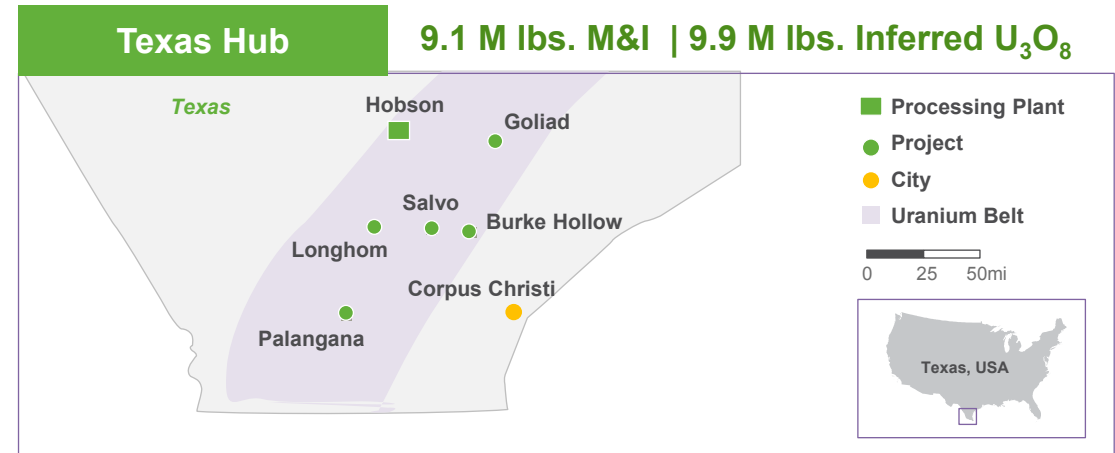 Texas Hub
9.1 M lbs. M&I | 9.9 M lbs. Inferred U₃O₈
Texas
Hobson
Goliad
Salvo
Burke Hollow
Longhom
Corpus Christi
Palangana
Processing Plant
Project
City
Uranium Belt
0 25 50mi
Texas, USA